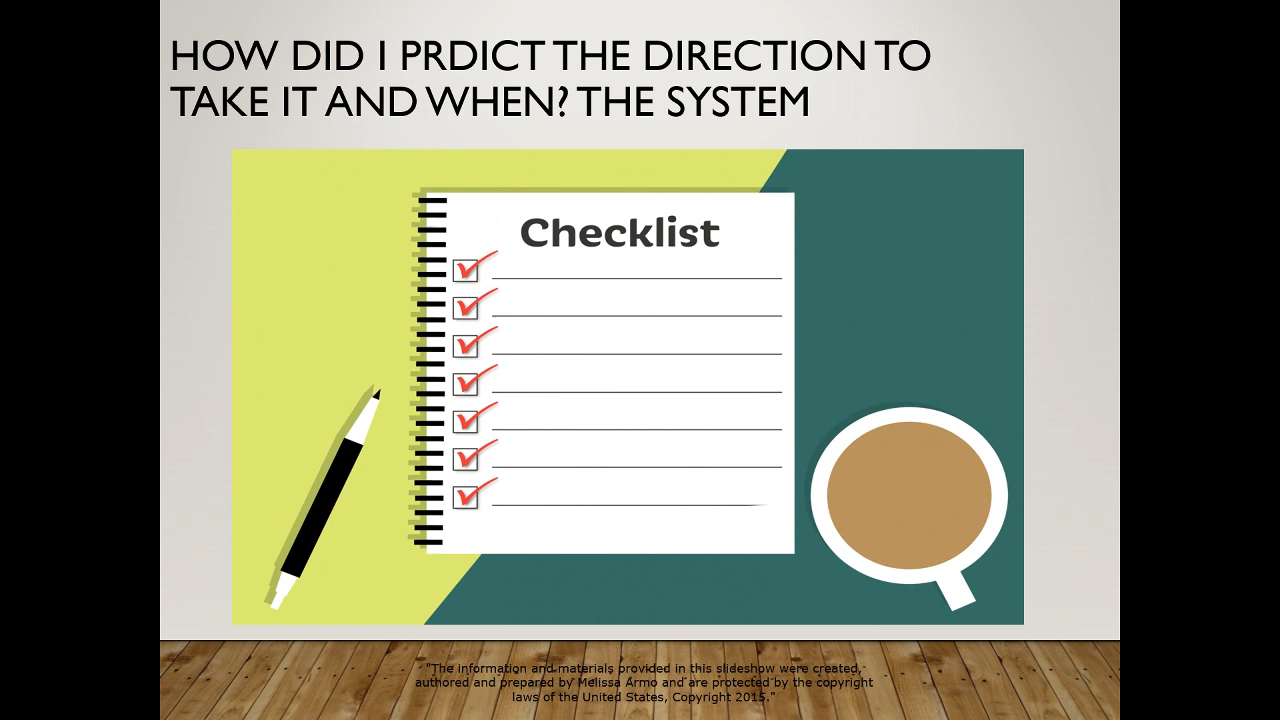 HOW DID I PRDICT THE DIRECTION TO
TAKE IT AND WHEN? THE SYSTEM
Checklist
"The information and materials provided in this slideshow were created,
authored and prepared by Melissa Armo and are protected by the copyright
laws of the United States, Copyright 2015."